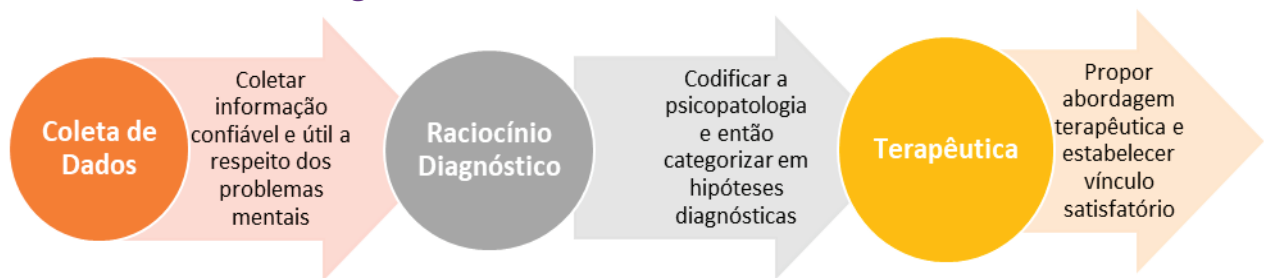 Coleta de
Dados
Coletar
informação
confiável e útil a
respeito dos
problemas
mentais
Raciocínio
Diagnóstico
Codificar a
psicopatologia
e então
categorizar em
hipóteses
diagnósticas
Terapêutica
Propor
abordagem
terapêutica e
estabelecer
vínculo
satisfatório